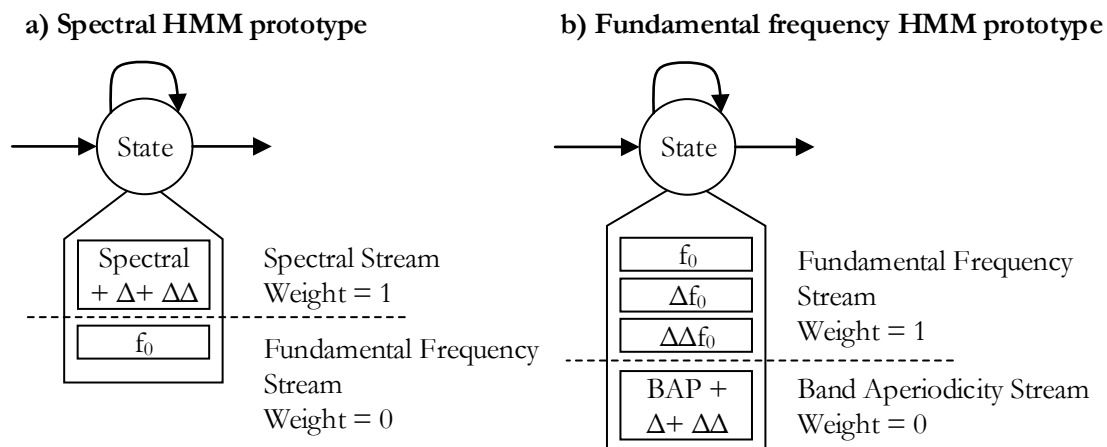 a) Spectral HMM prototype
State
Spectral
+ Δ+ ΔΔ
f₀
Spectral Stream
Weight = 1
Fundamental Frequency
Stream
Weight = 0
b) Fundamental frequency HMM prototype
State
f₀
Δf₀
ΔΔf₀
BAP +
Δ+ ΔΔ
Fundamental Frequency
Stream
Weight = 1
Band Aperiodicity Stream
Weight = 0